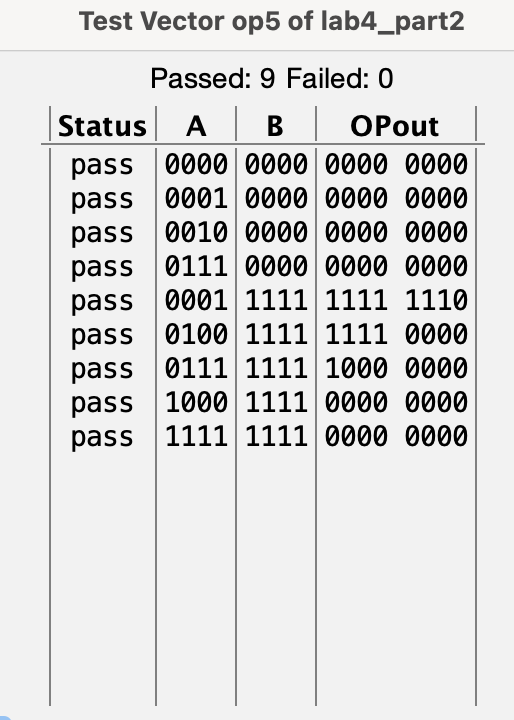 Test Vector op5 of lab4_part2
Passed: 9 Failed: 0
Status A B OPout
pass 0000 0000 0000 0000
pass 0001 0000 0000 0000
pass 0010 0000 0000 0000
pass 0111 0000 0000 0000
pass 0001 1111 1111 1110
pass 0100 1111 1111 0000
pass 0111 1111 1000 0000
pass 1000 1111 0000 0000
pass 1111 1111 0000 0000